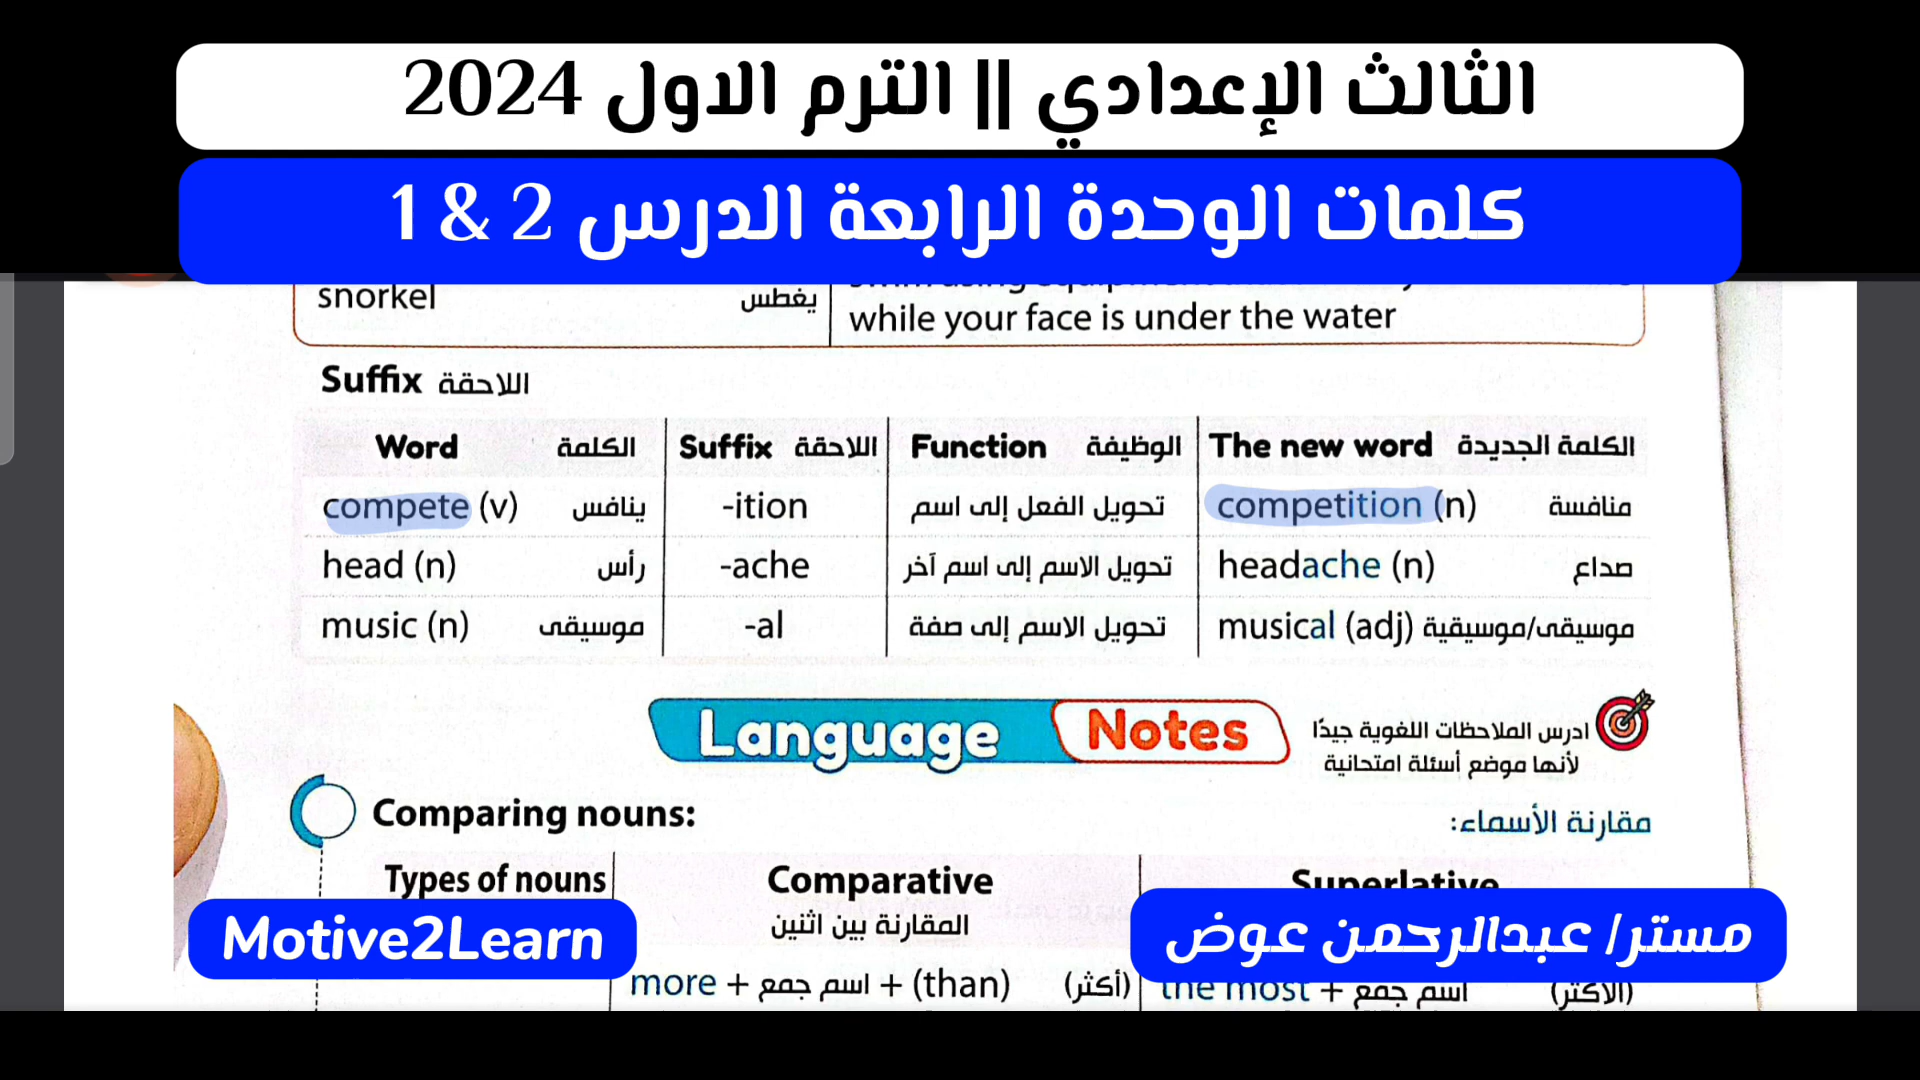 الثالث الإعدادي || الترم الاول 2024
كلمات الوحدة الرابعة الدرس 2 & 1
snorkel يغطس
while your face is under the water
Suffix اللاحقة
Word الكلمة Suffix اللاحقة Function الوظيفة The new word الكلمة الجديدة
compete (v) ينافس -ition تحويل الفعل إلى اسم competition (n) منافسة
head (n) رأس -ache تحويل الاسم إلى اسم آخر headache (n) صداع
music (n) موسيقى -al تحويل الاسم إلى صفة musical (adj) موسيقى/موسيقية
Language Notes
ادرس الملاحظات اللغوية جيدًا
لأنها موضع أسئلة امتحانية
Comparing nouns: مقارنة الأسماء:
Types of nouns Comparative Superlative
المقارنة بين اثنين
Motive2Learn
مستر/ عبدالرحمن عوض
more + اسم جمع + (than) (أكثر) the most + اسم جمع (الأكثر)